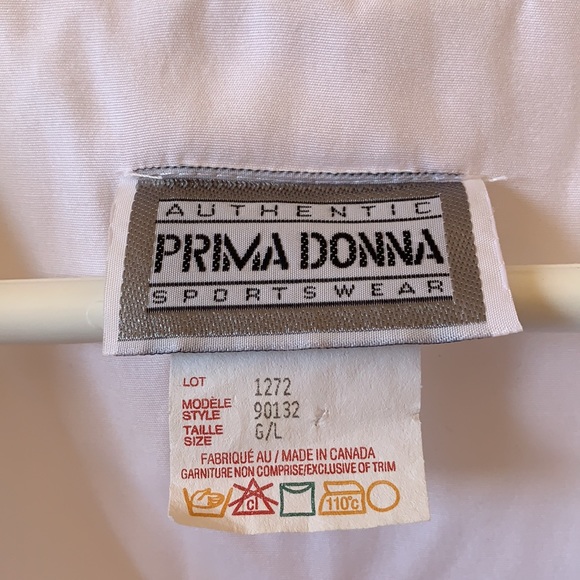 AUTHENTIC
PRIMA DONNA
SPORTSWEAR
LOT 1272
MODÈLE
STYLE 90132
TAILLE
SIZE G/L
FABRIQUÉ AU / MADE IN CANADA
GARNITURE NON COMPRISE/EXCLUSIVE OF TRIM
cl 110°c